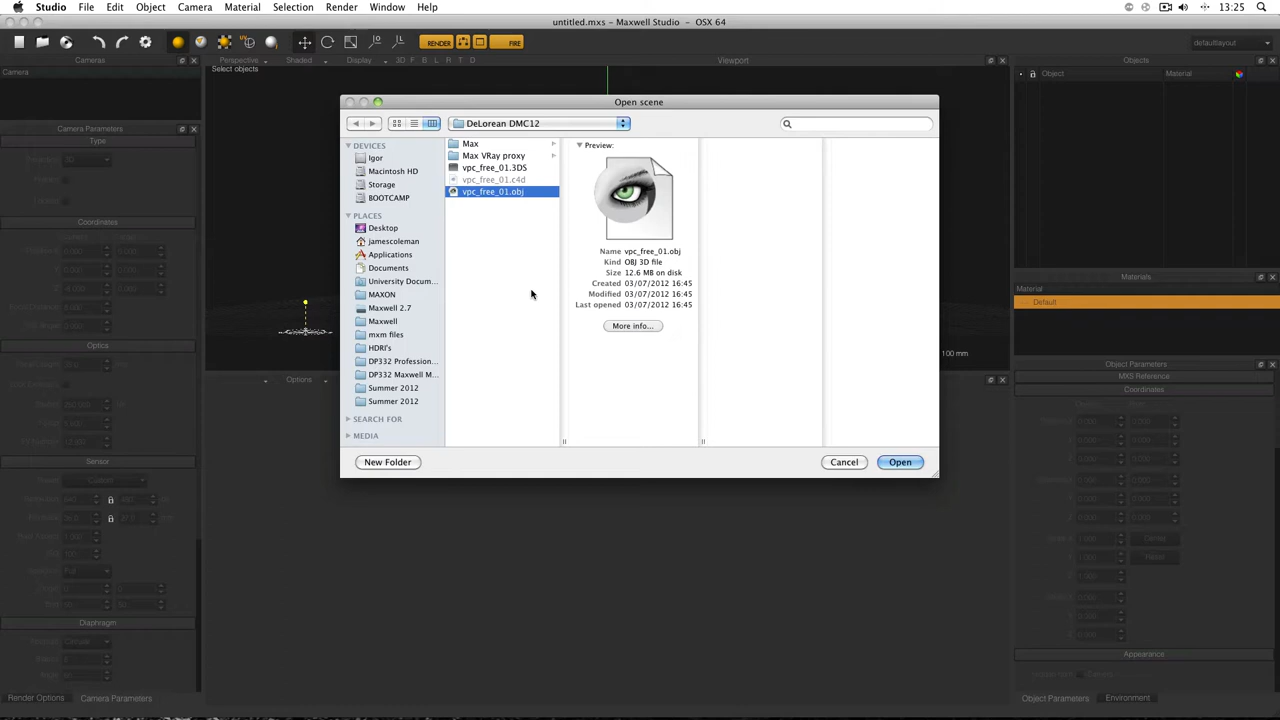 Studio File Edit Object Camera Material Selection Render Window Help 13:25
untitled.mxs - Maxwell Studio - OSX 64
RENDER FIRE defaultlayout
Cameras
Perspective Shaded Display 3D F B L R T D Viewport
Objects
Select objects
Camera
Object Material
Camera Parameters
Type
Coordinates
Optics
Sensor
Diaphragm
Render Options Camera Parameters
Options
100 mm
Open scene
DeLorean DMC12
DEVICES
Igor
Macintosh HD
Storage
BOOTCAMP
PLACES
Desktop
jamescoleman
Applications
Documents
University Docum...
MAXON
Maxwell 2.7
Maxwell
mxm files
HDRI's
DP332 Profession...
DP332 Maxwell M...
Summer 2012
Summer 2012
SEARCH FOR
MEDIA
Max
Max VRay proxy
vpc_free_01.3DS
vpc_free_01.c4d
vpc_free_01.obj
Preview:
Name vpc_free_01.obj
Kind OBJ 3D file
Size 12.6 MB on disk
Created 03/07/2012 16:45
Modified 03/07/2012 16:45
Last opened 03/07/2012 16:45
More info...
New Folder Cancel Open
Materials
Material
Default
Object Parameters
MXS Reference
Coordinates
Appearance
Object Parameters Environment